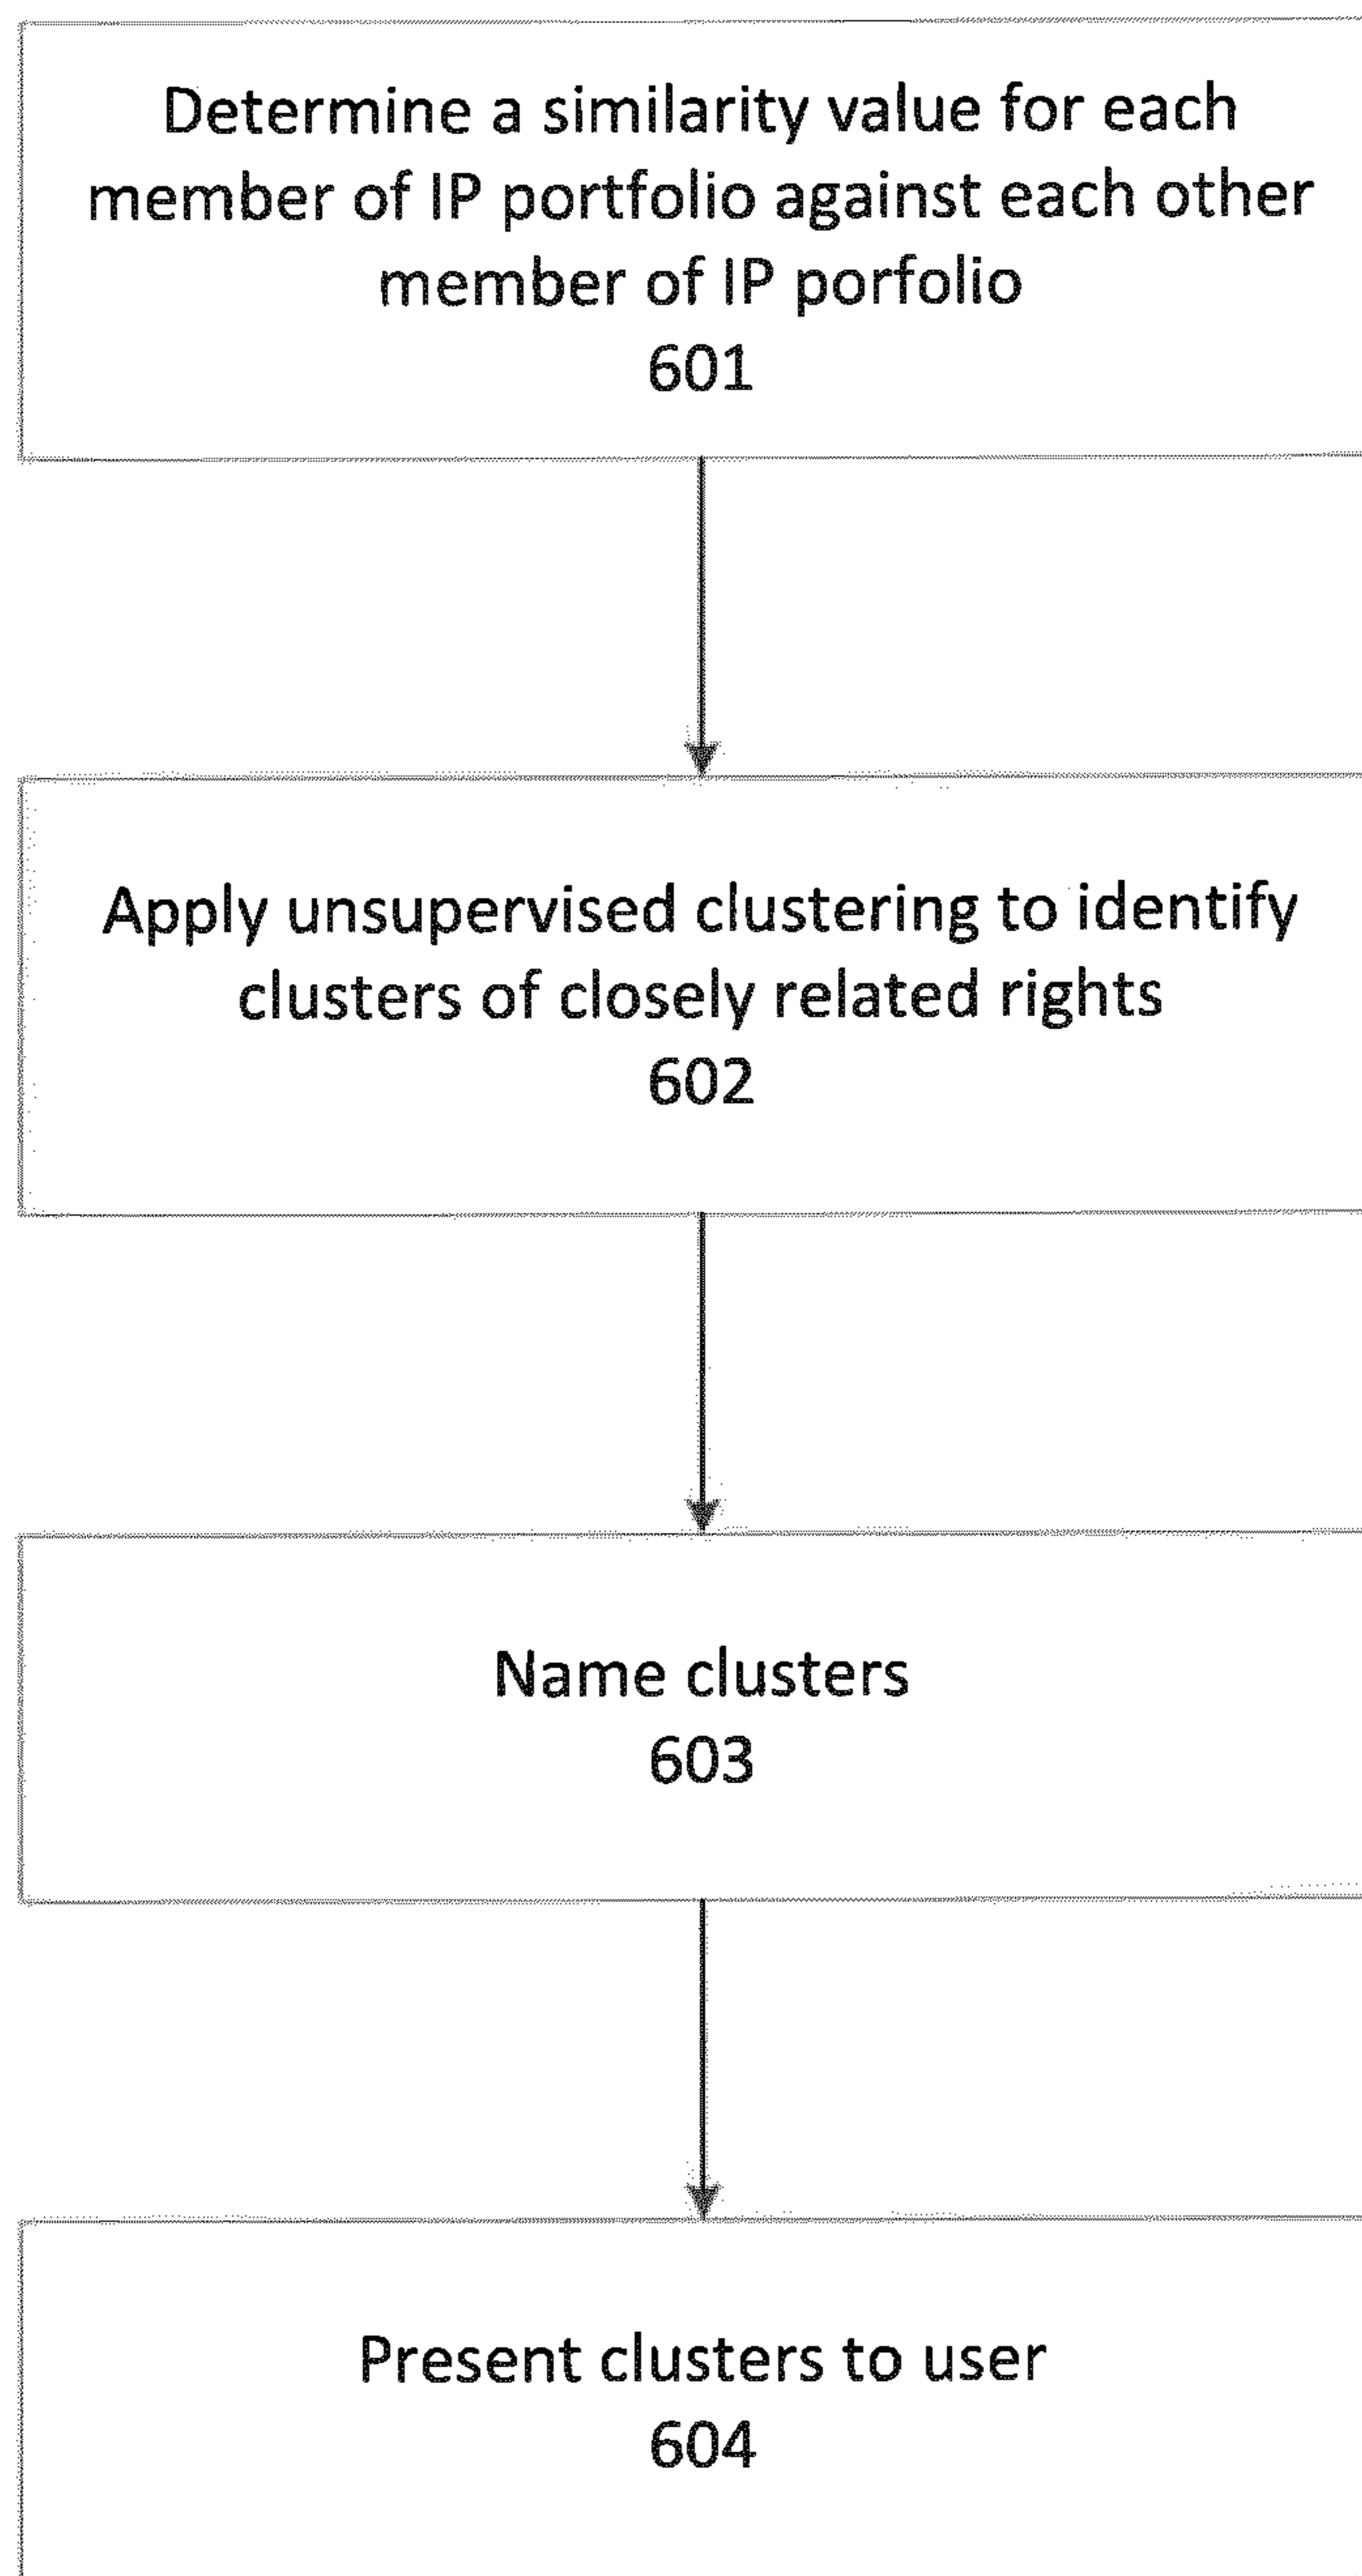 Determine a similarity value for each
member of IP portfolio against each other
member of IP porfolio
601
Apply unsupervised clustering to identify
clusters of closely related rights
602
Name clusters
603
Present clusters to user
604